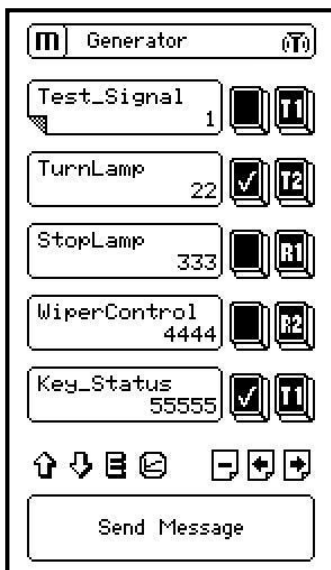 m Generator T
Test_Signal
1 T1
TurnLamp
22 T2
StopLamp
333 R1
WiperControl
4444 R2
Key_Status
55555 T1
Send Message